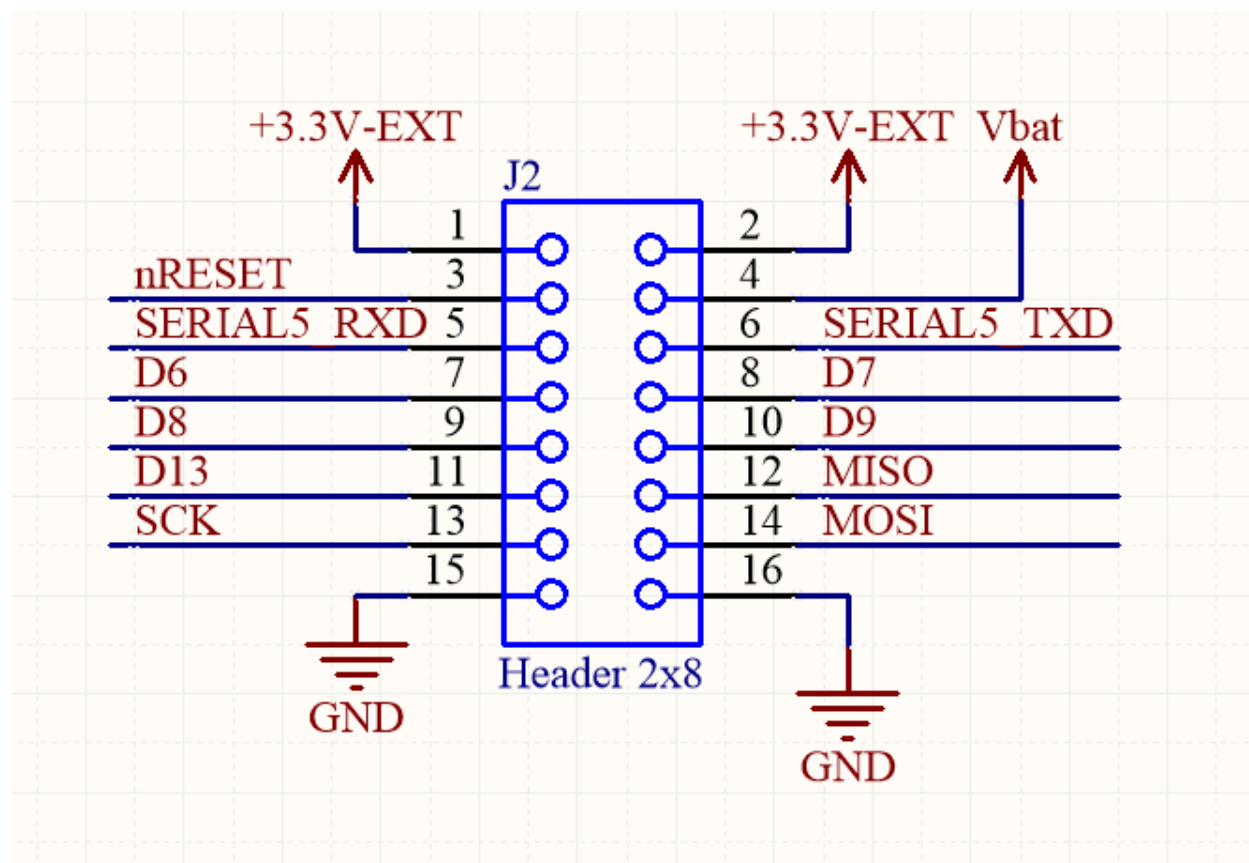 +3.3V-EXT +3.3V-EXT Vbat
J2
1 2
nRESET 3 4
SERIAL5_RXD 5 6 SERIAL5_TXD
D6 7 8 D7
D8 9 10 D9
D13 11 12 MISO
SCK 13 14 MOSI
15 16
Header 2x8
GND
GND